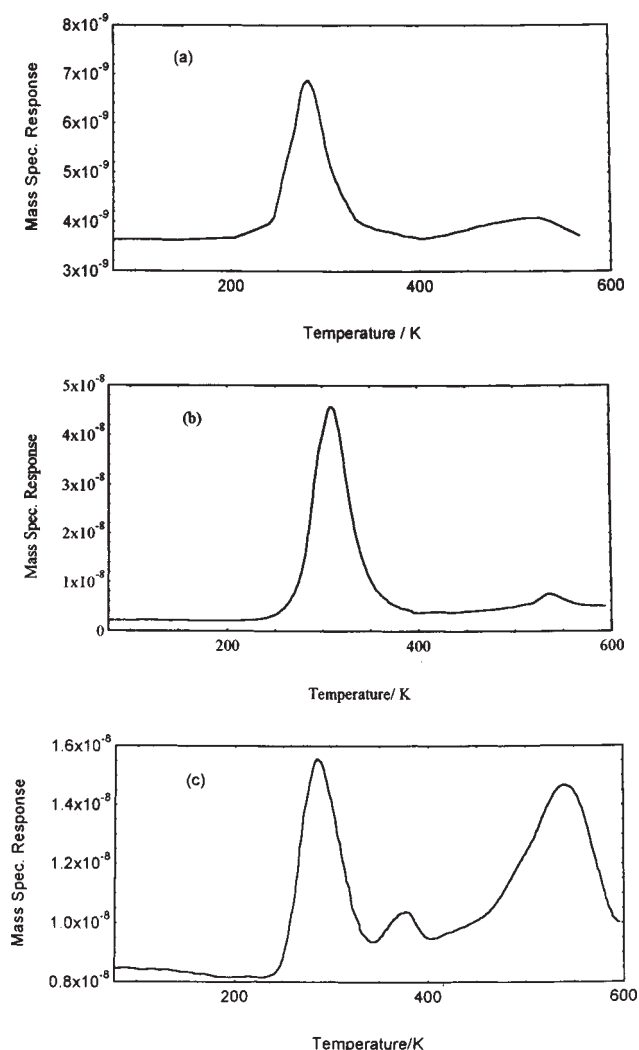 8x10⁻⁹
(a)
7x10⁻⁹
6x10⁻⁹
5x10⁻⁹
4x10⁻⁹
3x10⁻⁹
Mass Spec. Response
200
400
600
Temperature / K
5x10⁻⁸
(b)
4x10⁻⁸
3x10⁻⁸
2x10⁻⁸
1x10⁻⁸
0
Mass Spec. Response
200
400
600
Temperature/ K
1.6x10⁻⁸
(c)
1.4x10⁻⁸
1.2x10⁻⁸
1.0x10⁻⁸
0.8x10⁻⁸
Mass Spec. Response
200
400
600
Temperature/K